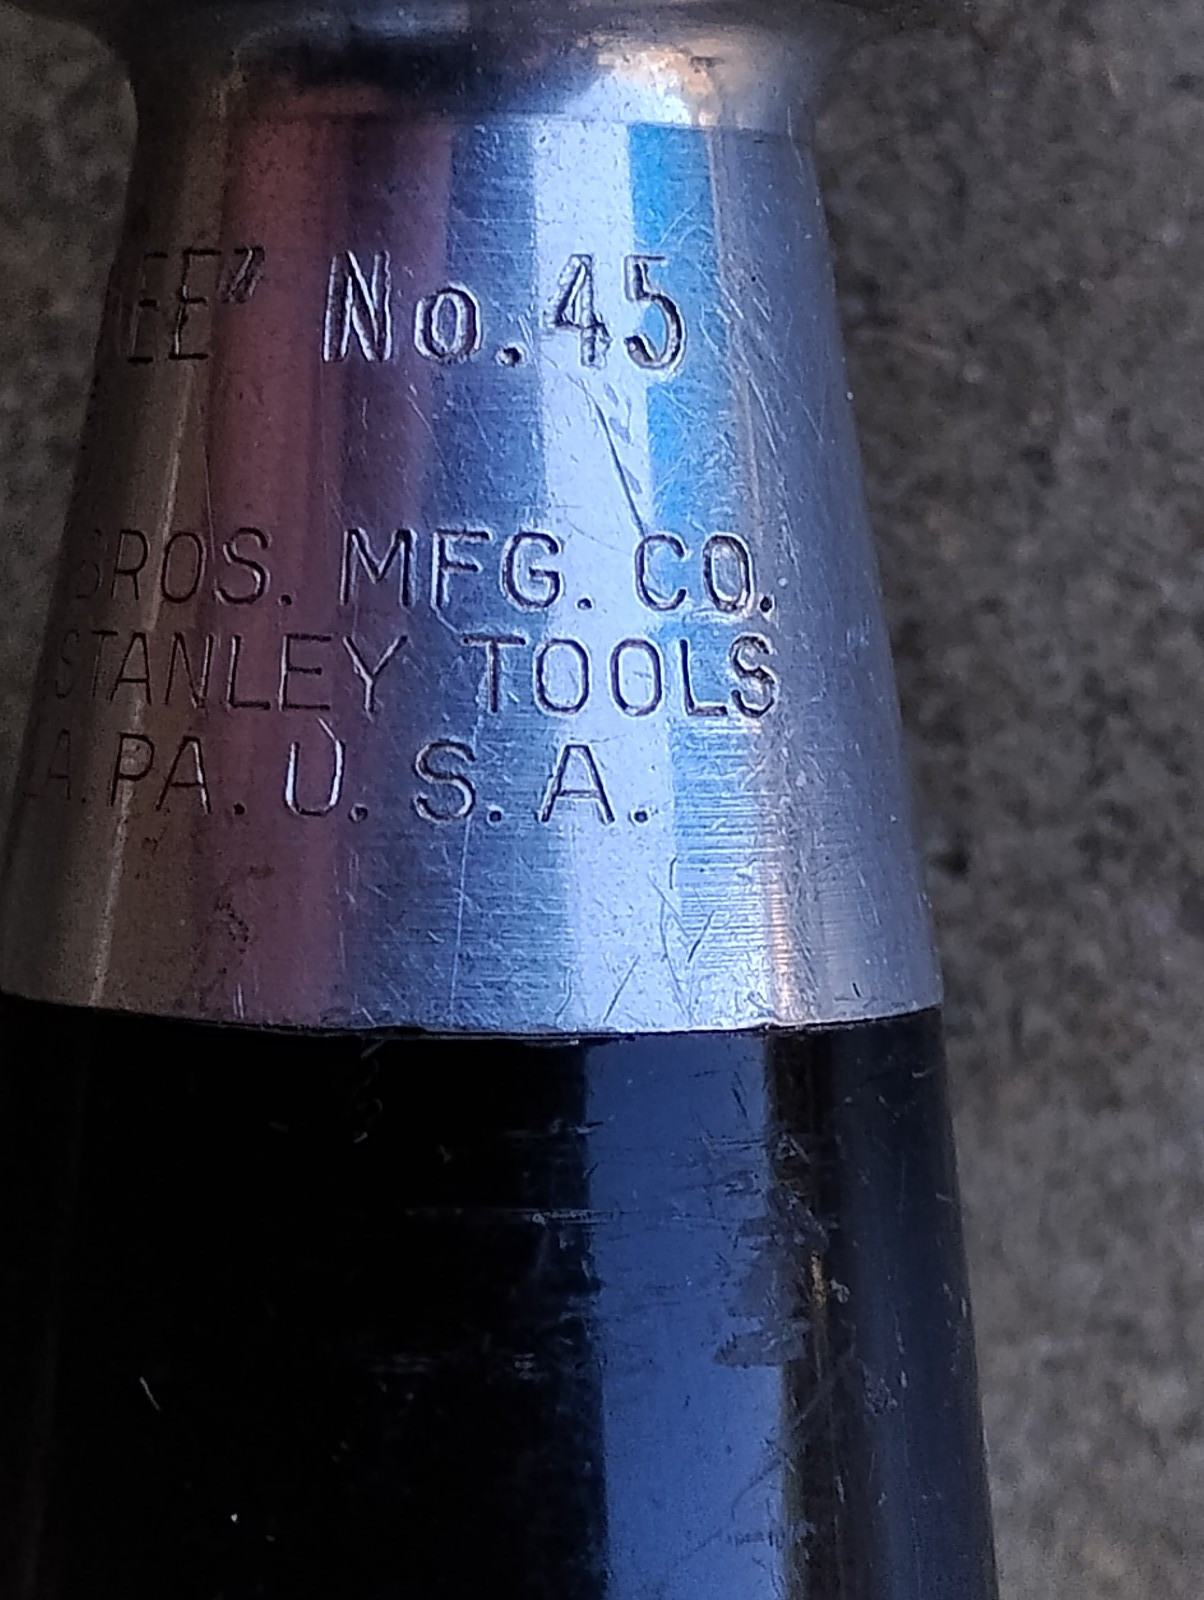 EE" No. 45
BROS. MFG. CO.
STANLEY TOOLS
A. PA. U. S. A.